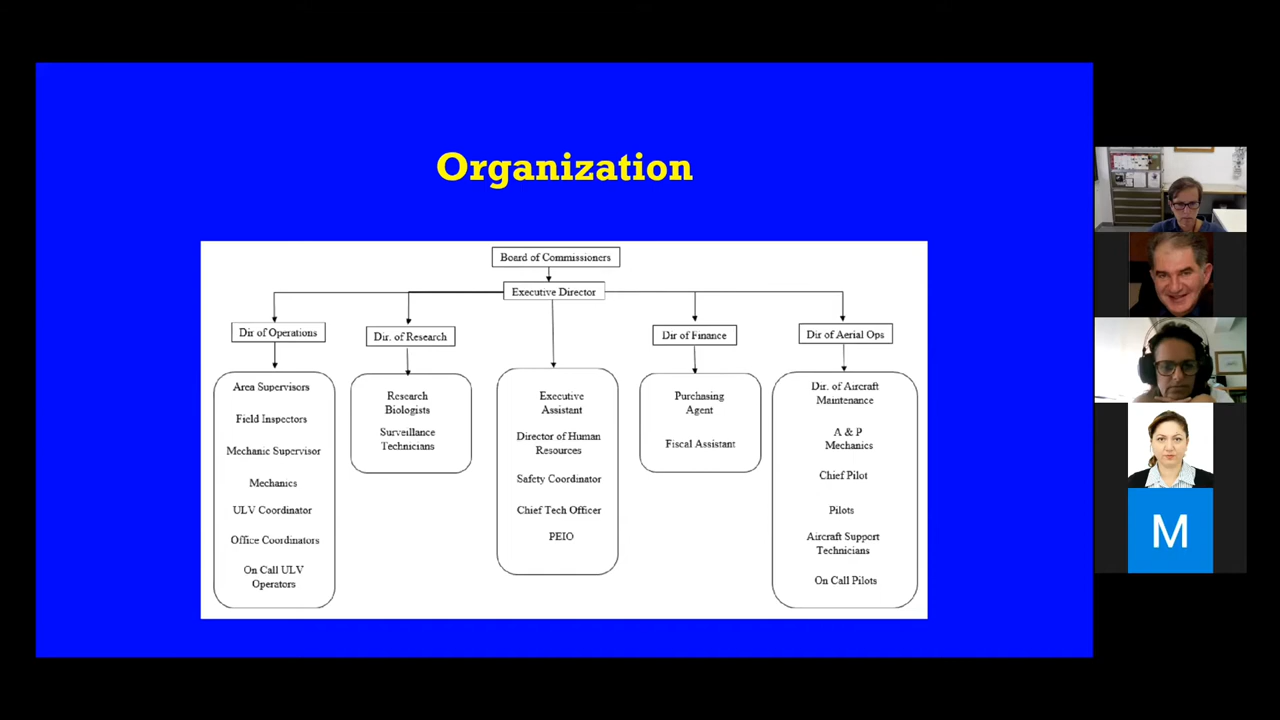 Organization
Board of Commissioners
Executive Director
Dir of Operations
Dir. of Research
Dir of Finance
Dir of Aerial Ops
Area Supervisors
Field Inspectors
Mechanic Supervisor
Mechanics
ULV Coordinator
Office Coordinators
On Call ULV
Operators
Research
Biologists
Surveillance
Technicians
Executive
Assistant
Director of Human
Resources
Safety Coordinator
Chief Tech Officer
PEIO
Purchasing
Agent
Fiscal Assistant
Dir. of Aircraft
Maintenance
A & P
Mechanics
Chief Pilot
Pilots
Aircraft Support
Technicians
On Call Pilots
M